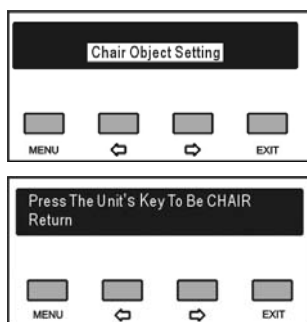 Chair Object Setting
MENU ⇦ ⇨ EXIT
Press The Unit's Key To Be CHAIR
Return
MENU ⇦ ⇨ EXIT